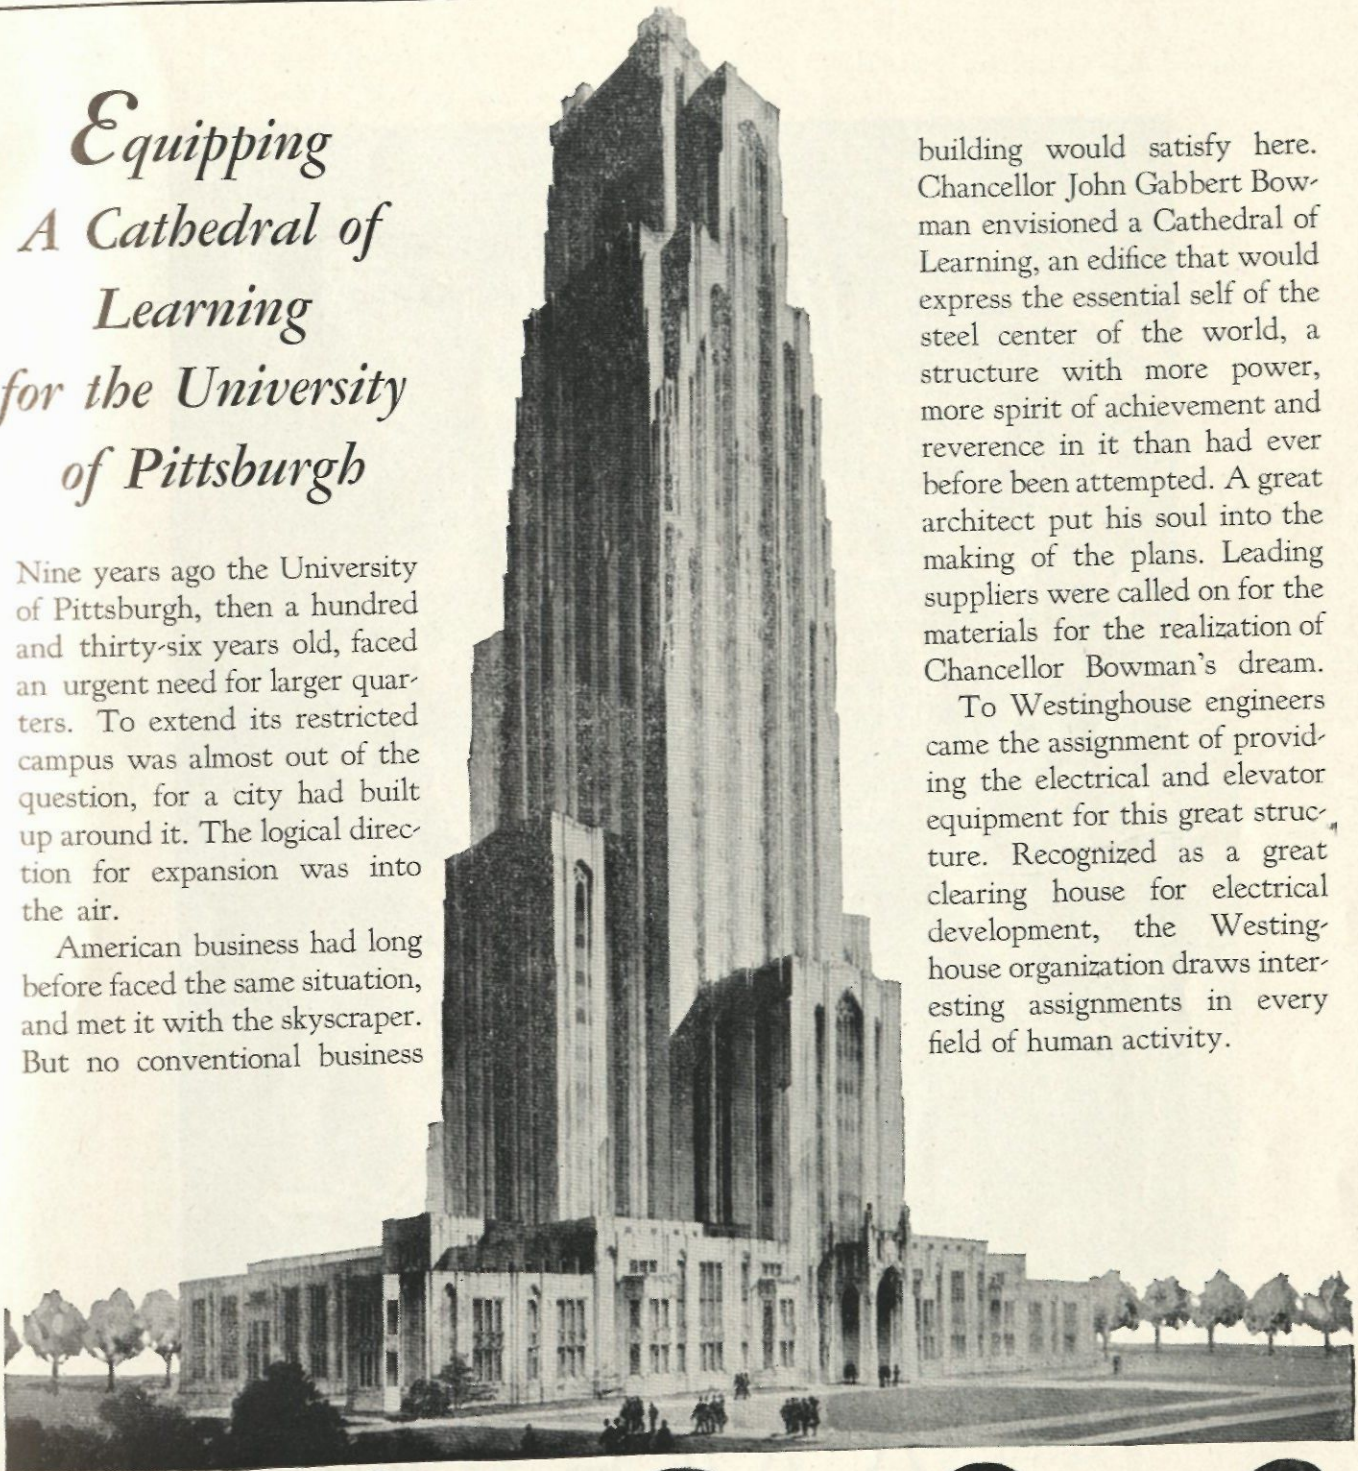 Equipping
A Cathedral of
Learning
for the University
of Pittsburgh
Nine years ago the University
of Pittsburgh, then a hundred
and thirty-six years old, faced
an urgent need for larger quar-
ters. To extend its restricted
campus was almost out of the
question, for a city had built
up around it. The logical direc-
tion for expansion was into
the air.
American business had long
before faced the same situation,
and met it with the skyscraper.
But no conventional business
building would satisfy here.
Chancellor John Gabbert Bow-
man envisioned a Cathedral of
Learning, an edifice that would
express the essential self of the
steel center of the world, a
structure with more power,
more spirit of achievement and
reverence in it than had ever
before been attempted. A great
architect put his soul into the
making of the plans. Leading
suppliers were called on for the
materials for the realization of
Chancellor Bowman's dream.
To Westinghouse engineers
came the assignment of provid-
ing the electrical and elevator
equipment for this great struc-
ture. Recognized as a great
clearing house for electrical
development, the Westing-
house organization draws inter-
esting assignments in every
field of human activity.